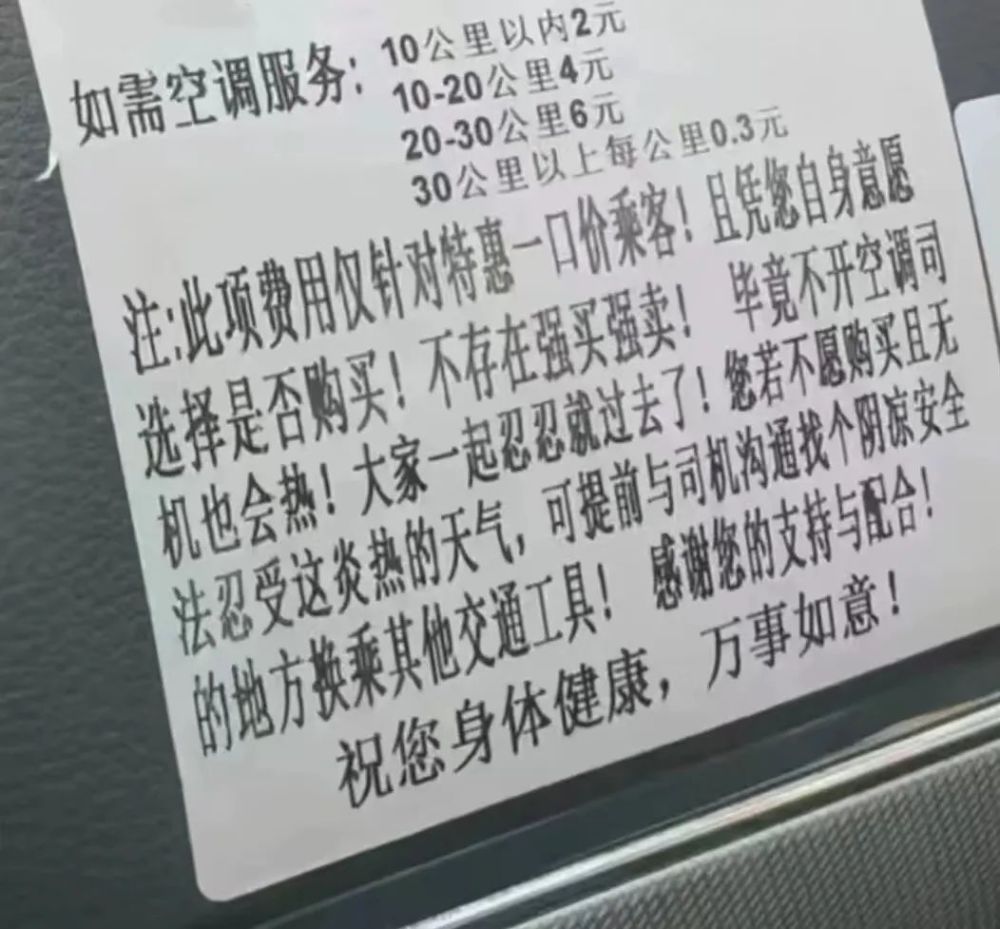 如需空调服务:
10公里以内2元
10-20公里4元
20-30公里6元
30公里以上每公里0.3元
注:此项费用仅针对特惠一口价乘客！且凭您自身意愿
选择是否购买！不存在强买强卖！ 毕竟不开空调司
机也会热！大家一起忍忍就过去了！您若不愿购买且无
法忍受这炎热的天气，可提前与司机沟通找个阴凉安全
的地方换乘其他交通工具！ 感谢您的支持与配合！
祝您身体健康，万事如意！